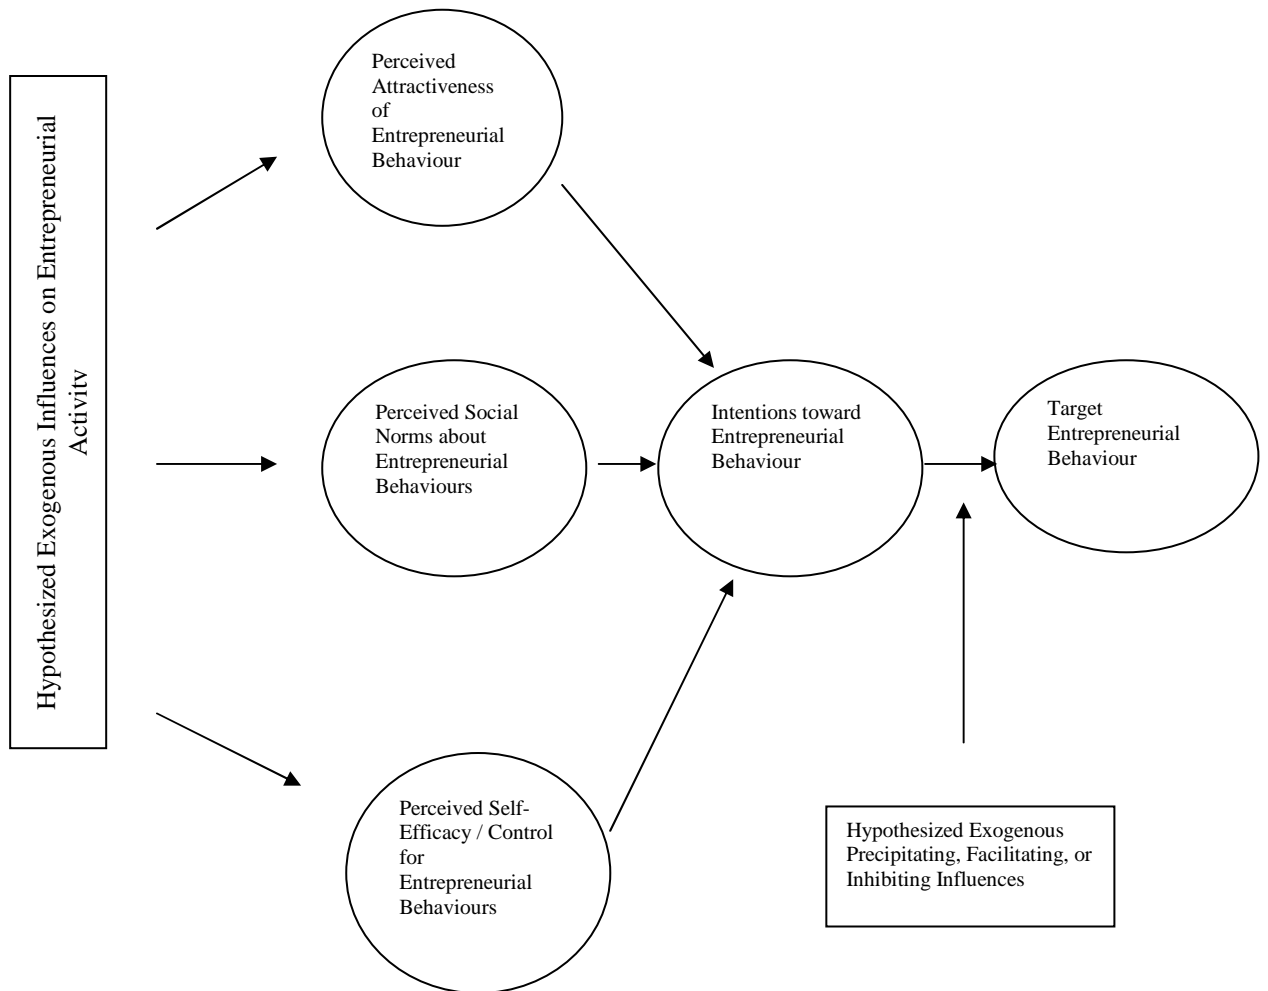 Hypothesized Exogenous Influences on Entrepreneurial
Activity
Perceived
Attractiveness
of
Entrepreneurial
Behaviour
Perceived Social
Norms about
Entrepreneurial
Behaviours
Intentions toward
Entrepreneurial
Behaviour
Target
Entrepreneurial
Behaviour
Perceived Self-
Efficacy / Control
for
Entrepreneurial
Behaviours
Hypothesized Exogenous
Precipitating, Facilitating, or
Inhibiting Influences